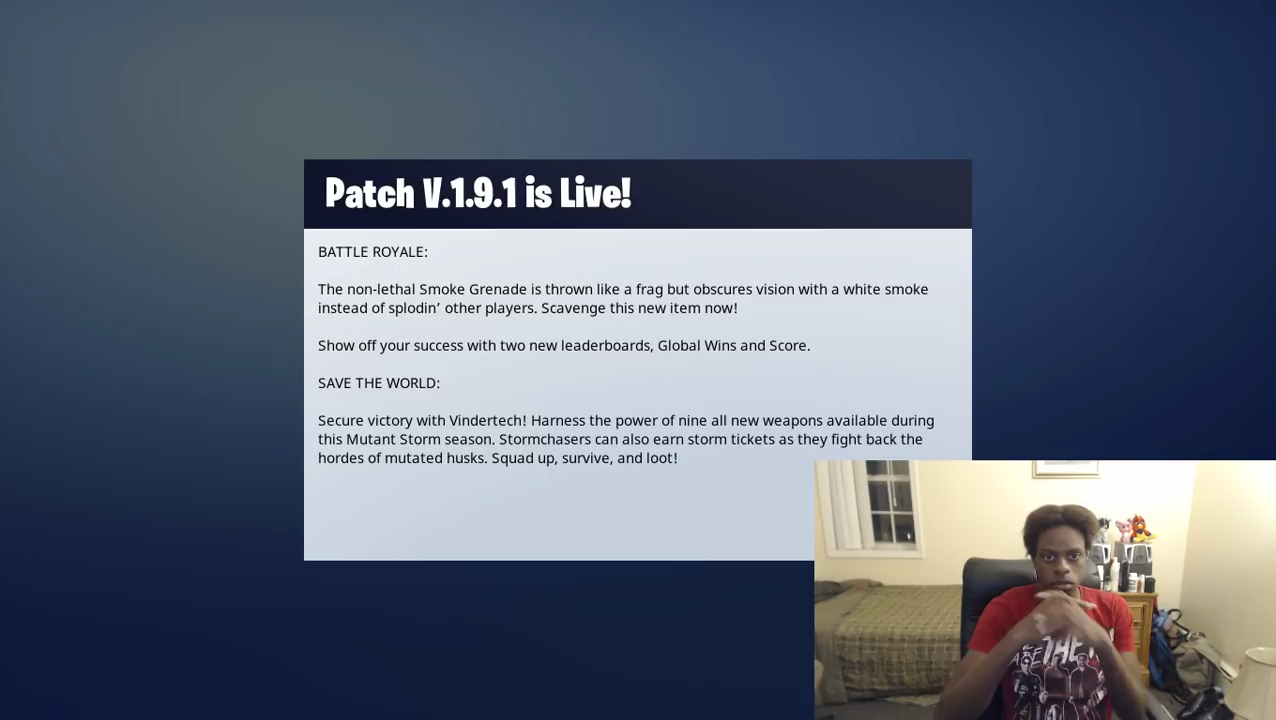 Patch V.1.9.1 is Live!
BATTLE ROYALE:
The non-lethal Smoke Grenade is thrown like a frag but obscures vision with a white smoke
instead of splodin’ other players. Scavenge this new item now!
Show off your success with two new leaderboards, Global Wins and Score.
SAVE THE WORLD:
Secure victory with Vindertech! Harness the power of nine all new weapons available during
this Mutant Storm season. Stormchasers can also earn storm tickets as they fight back the
hordes of mutated husks. Squad up, survive, and loot!